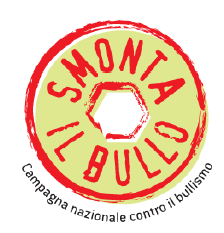 SMONTA
IL BULLO
Campagna nazionale contro il bullismo